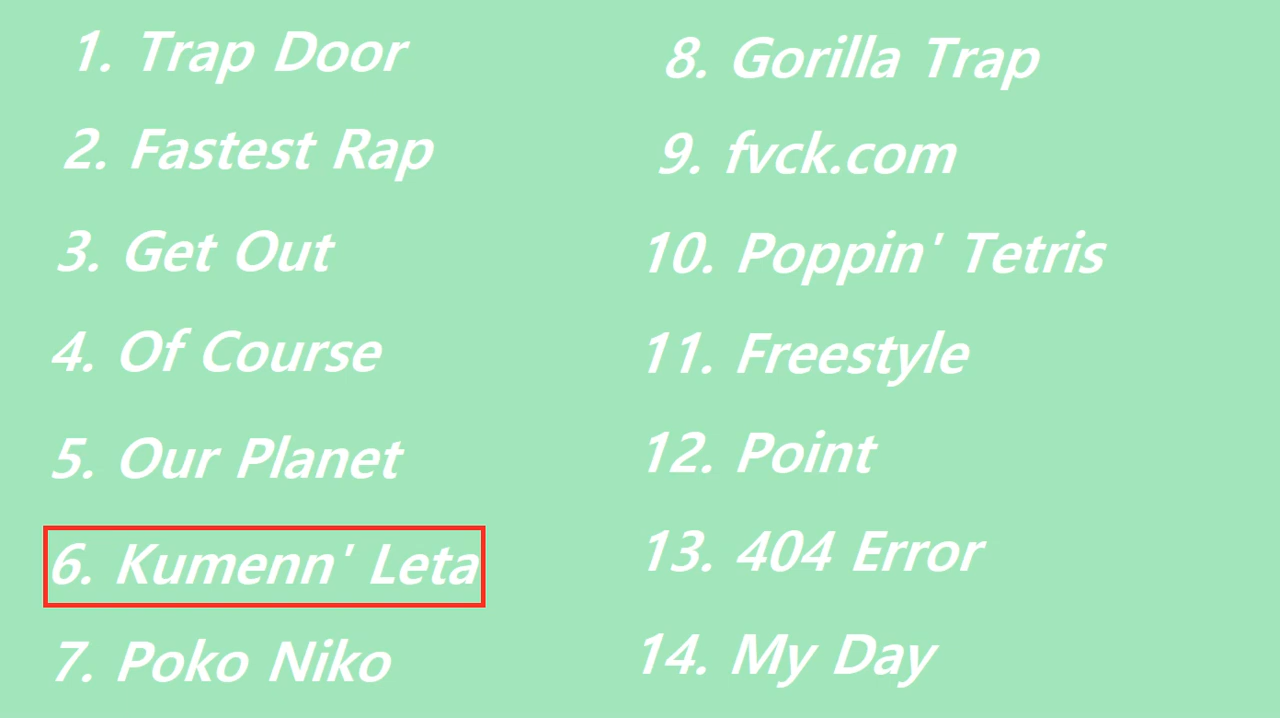 1. Trap Door
2. Fastest Rap
3. Get Out
4. Of Course
5. Our Planet
6. Kumenn' Leta
7. Poko Niko
8. Gorilla Trap
9. fvck.com
10. Poppin' Tetris
11. Freestyle
12. Point
13. 404 Error
14. My Day